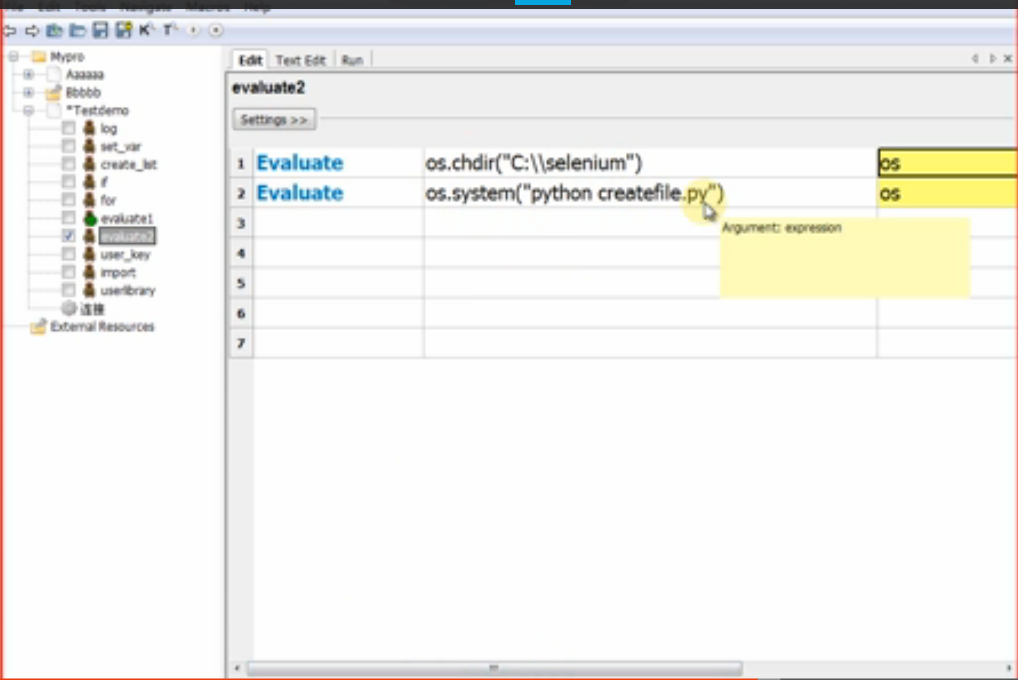 File Edit Tools Navigate Macros Help
Mypro
Aaaaaa
Bbbbb
*Testdemo
log
set_var
create_list
if
for
evaluate1
evaluate2
user_key
import
userlibrary
连接
External Resources
Edit Text Edit Run
evaluate2
Settings >>
1 Evaluate os.chdir("C:\\selenium") os
2 Evaluate os.system("python createfile.py") os
Argument: expression
3
4
5
6
7